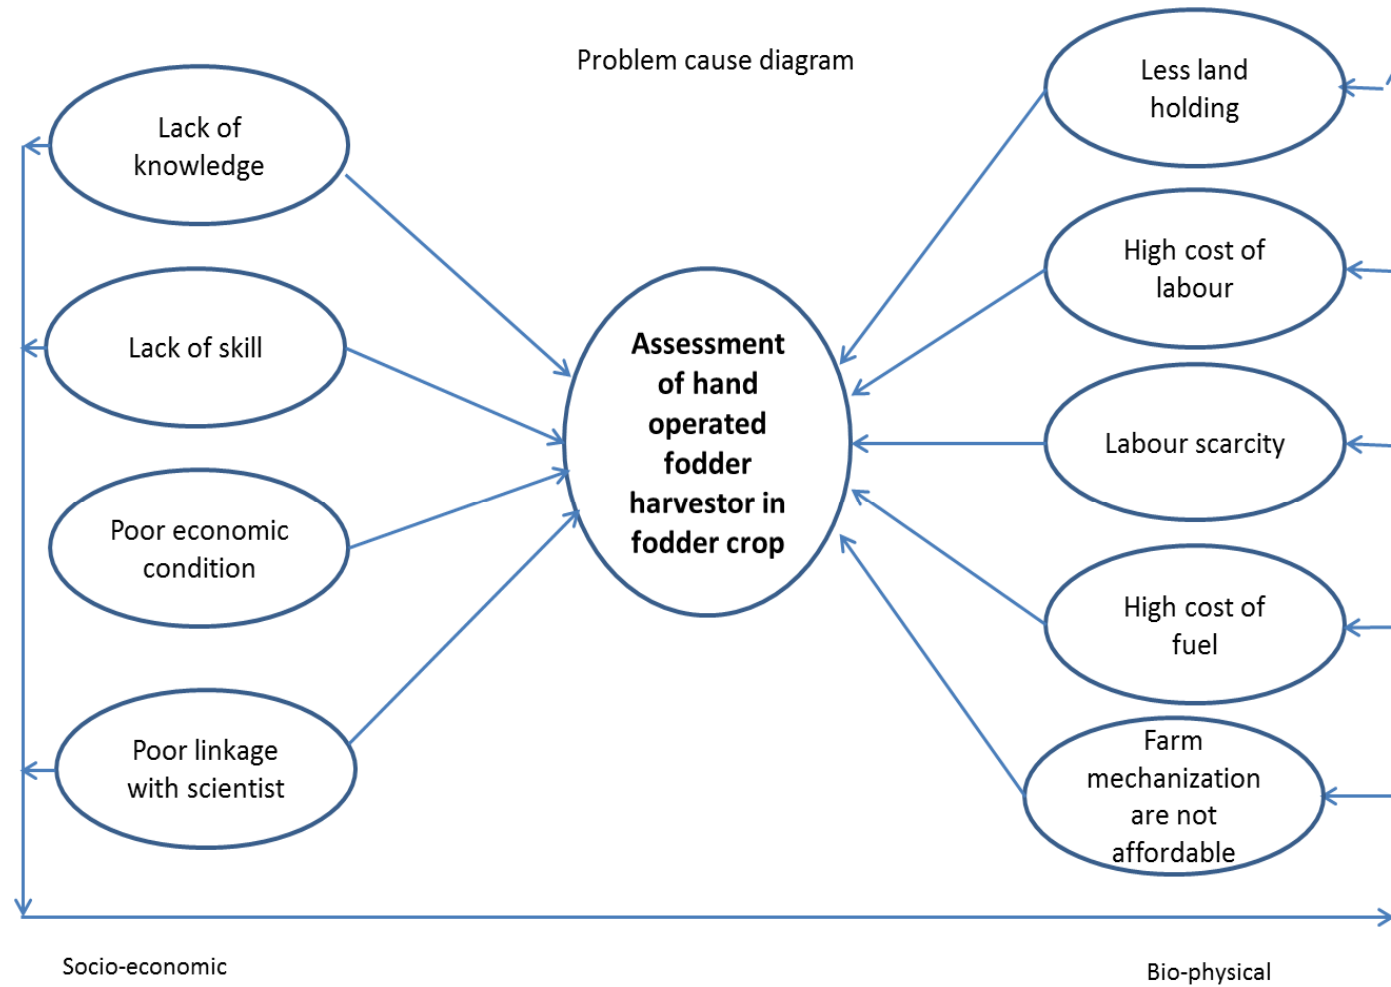 Problem cause diagram
Lack of
knowledge
Lack of skill
Poor economic
condition
Poor linkage
with scientist
Assessment
of hand
operated
fodder
harvestor in
fodder crop
Less land
holding
High cost of
labour
Labour scarcity
High cost of
fuel
Farm
mechanization
are not
affordable
Socio-economic
Bio-physical